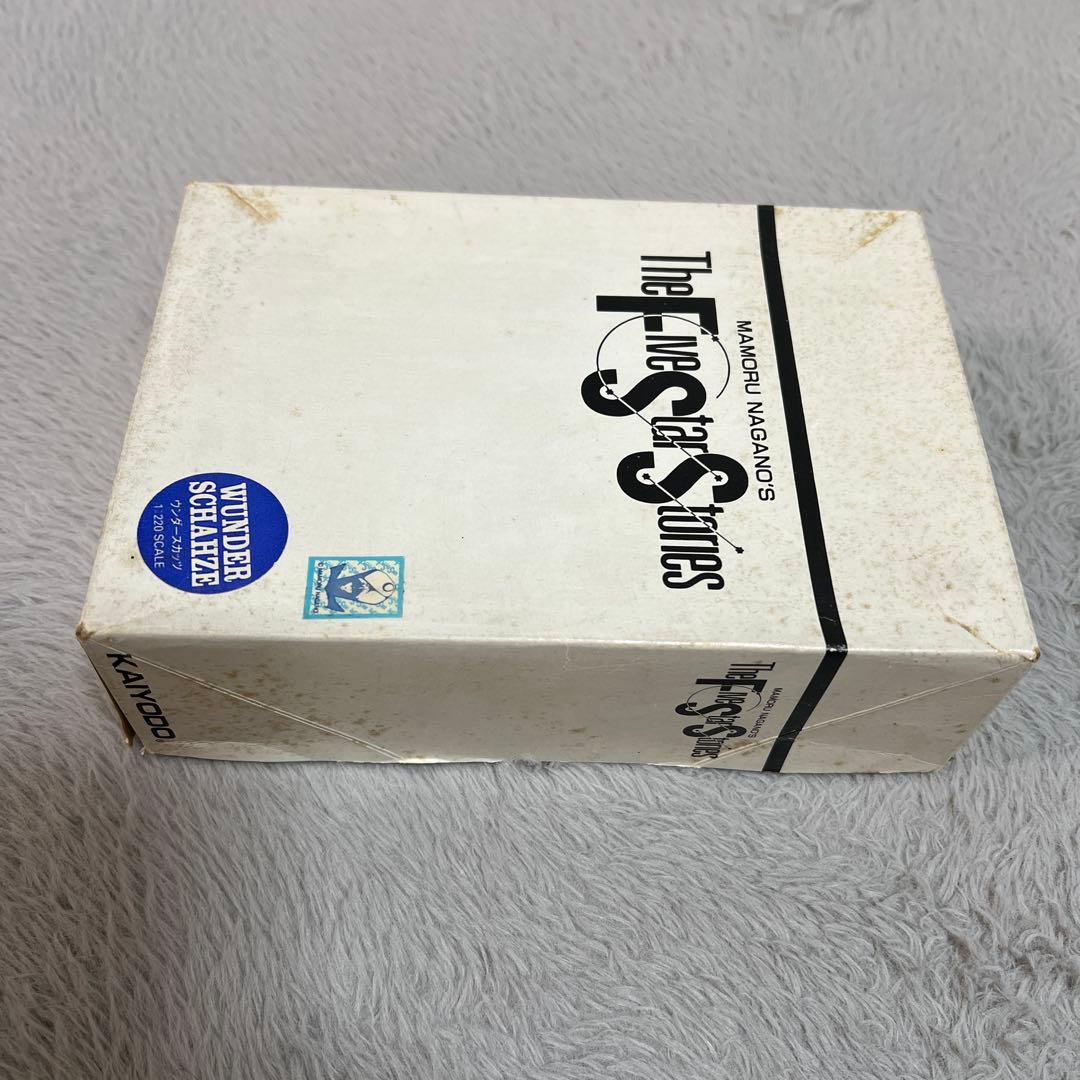 MAMORU NAGANO'S
The Five Star Stories
WUNDER
SCHAHZE
ウンダースカッツ
1:220 SCALE
KAIYODO
MAMORU NAGANO'S
The Five Star Stories